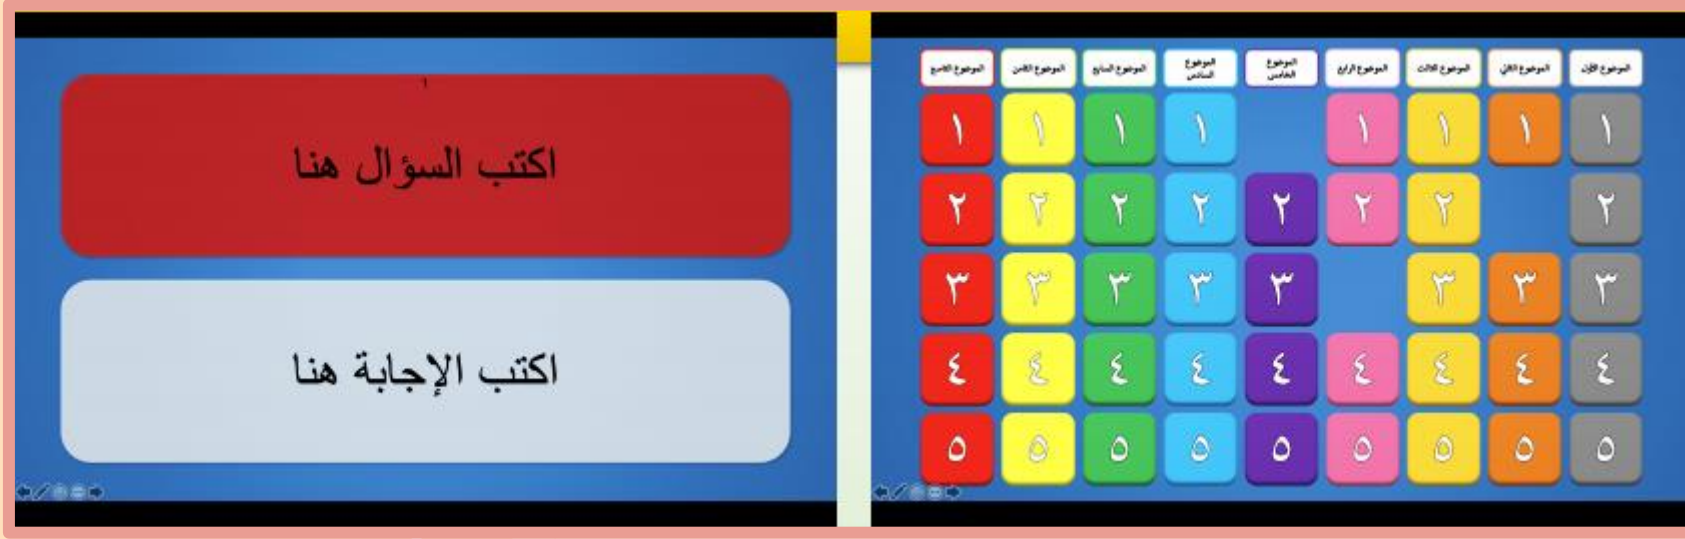 الموضوع الأول الموضوع الثاني الموضوع الثالث الموضوع الرابع الموضوع الخامس الموضوع السادس الموضوع السابع الموضوع الثامن الموضوع التاسع
١ ١ ١ ١ ١ ١ ١ ١
٢ ٢ ٢ ٢ ٢ ٢ ٢ ٢
٣ ٣ ٣ ٣ ٣ ٣ ٣ ٣
٤ ٤ ٤ ٤ ٤ ٤ ٤ ٤ ٤
٥ ٥ ٥ ٥ ٥ ٥ ٥ ٥ ٥
١
اكتب السؤال هنا
اكتب الإجابة هنا